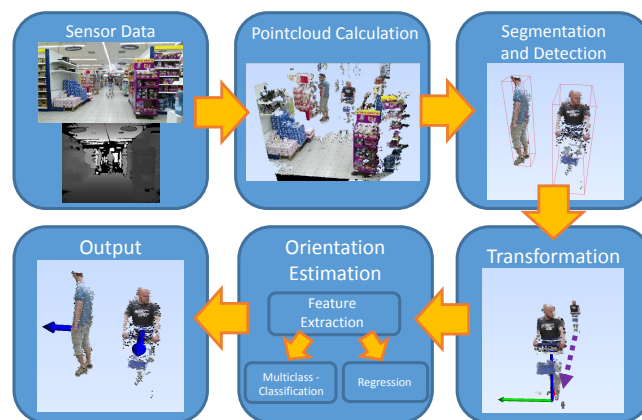 Sensor Data
Pointcloud Calculation
Segmentation
and Detection
Output
Orientation
Estimation
Feature
Extraction
Multiclass -
Classification
Regression
Transformation